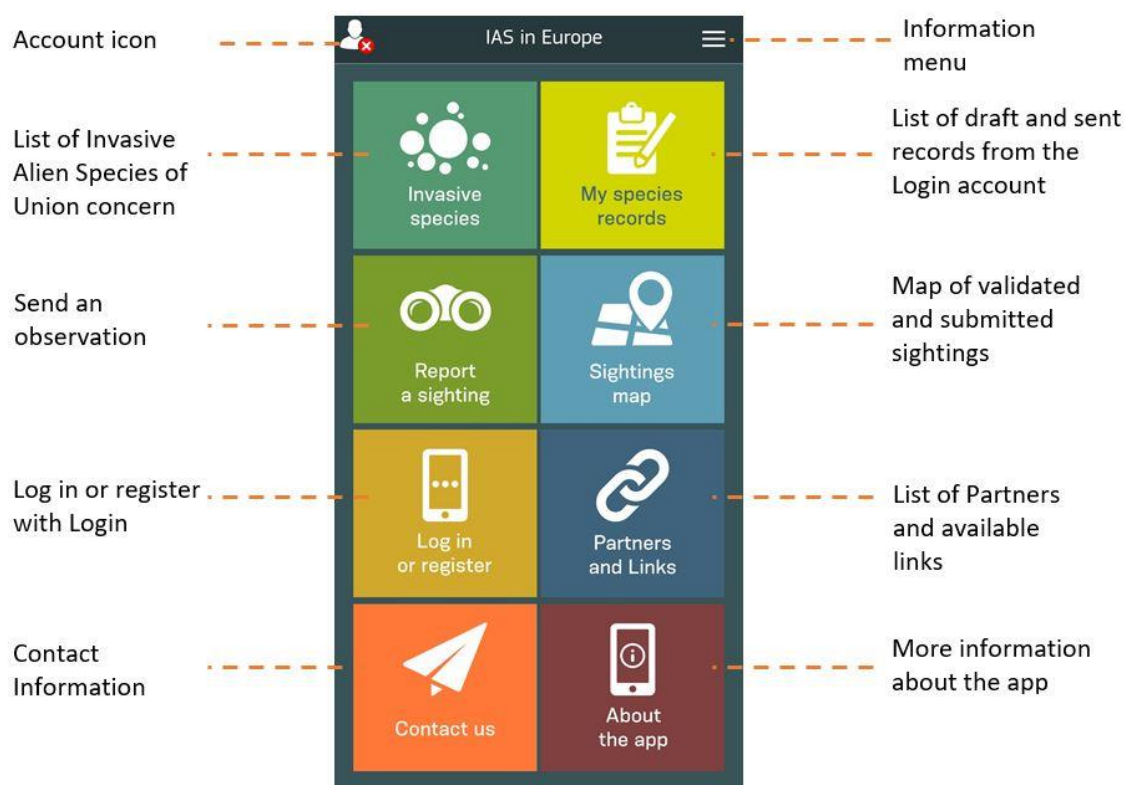 Account icon
IAS in Europe
Information
menu
List of Invasive
Alien Species of
Union concern
Invasive
species
My species
records
List of draft and sent
records from the
Login account
Send an
observation
Report
a sighting
Sightings
map
Map of validated
and submitted
sightings
Log in or register
with Login
Log in
or register
Partners
and Links
List of Partners
and available
links
Contact
Information
Contact us
About
the app
More information
about the app